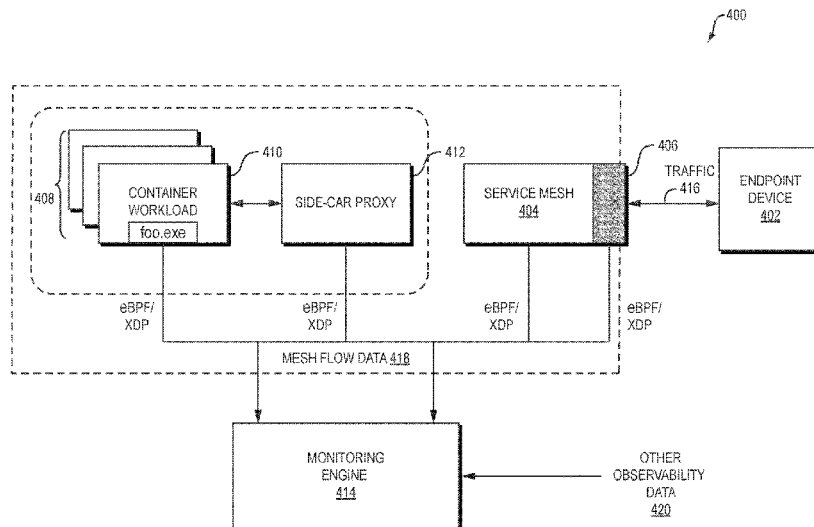 400
410
412
406
408
CONTAINER
WORKLOAD
foo.exe
SIDE-CAR PROXY
SERVICE MESH
404
TRAFFIC
416
ENDPOINT
DEVICE
402
eBPF/
XDP
eBPF/
XDP
eBPF/
XDP
eBPF/
XDP
MESH FLOW DATA 418
MONITORING
ENGINE
414
OTHER
OBSERVABILITY
DATA
420